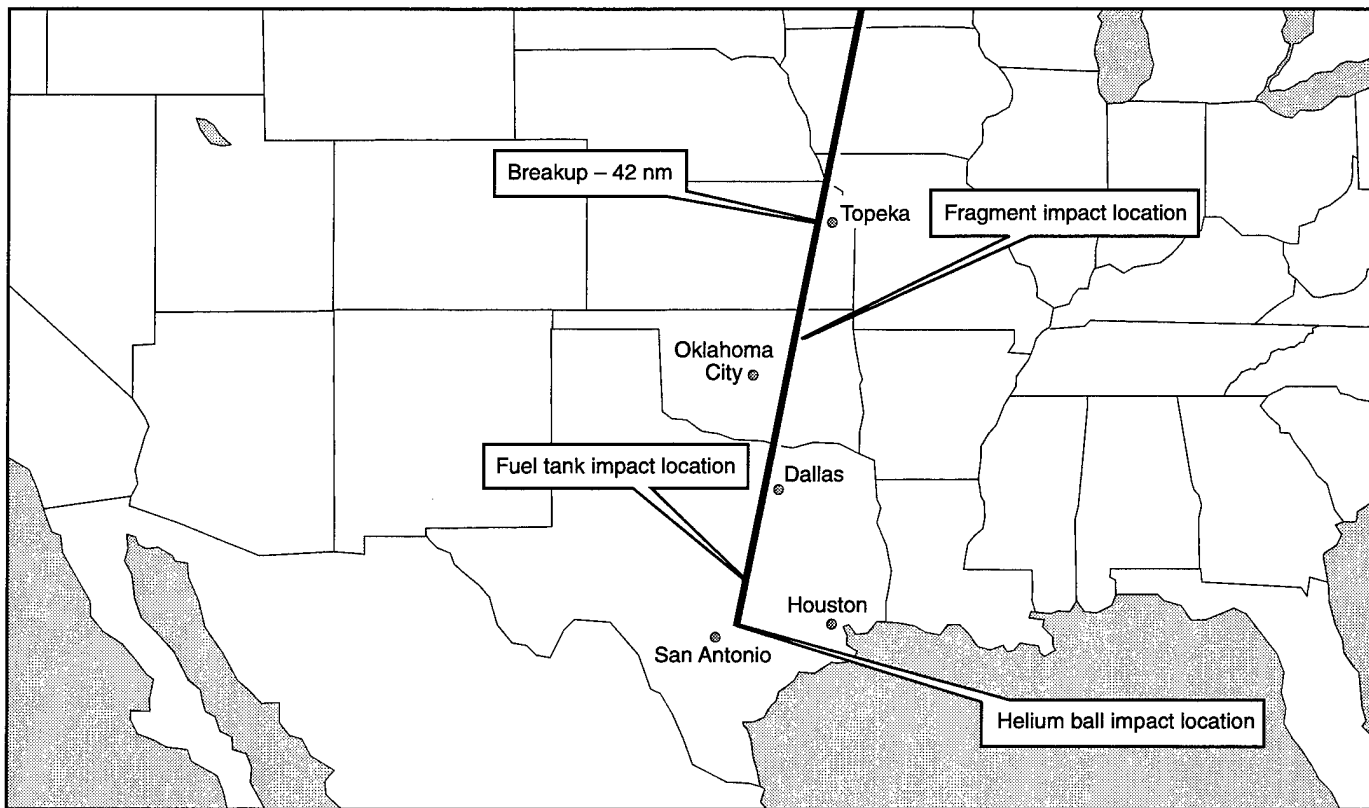 Breakup – 42 nm
Topeka
Fragment impact location
Oklahoma
City
Fuel tank impact location
Dallas
Houston
San Antonio
Helium ball impact location